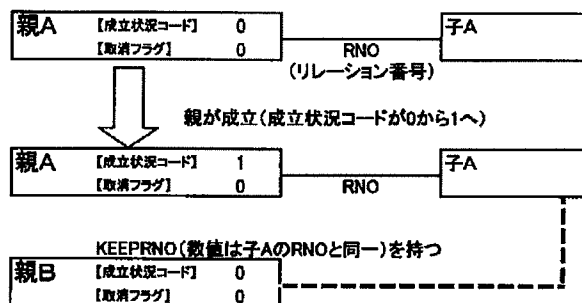 親A 【成立状況コード】 0 子A
【取消フラグ】 0 RNO
(リレーション番号)
親が成立(成立状況コードが0から1へ)
親A 【成立状況コード】 1 子A
【取消フラグ】 0 RNO
KEEPRNO(数値は子AのRNOと同一)を持つ
親B 【成立状況コード】 0
【取消フラグ】 0